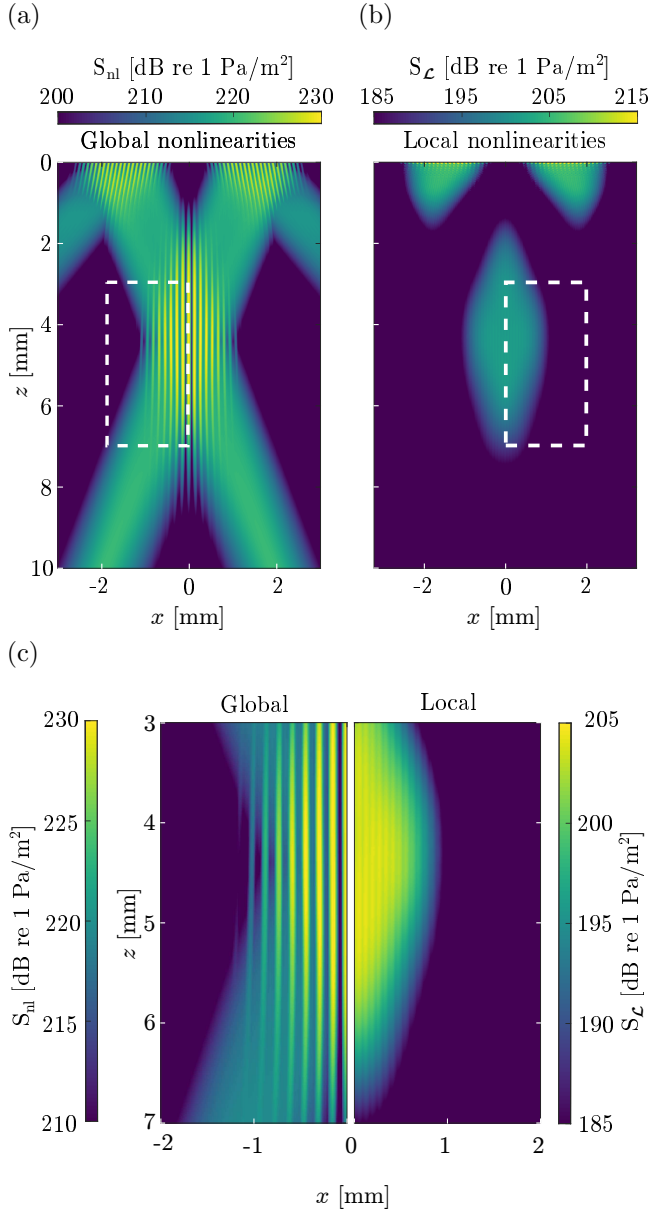 (a)
(b)
S_nl [dB re 1 Pa/m²]
S_𝓛 [dB re 1 Pa/m²]
200 210 220 230
185 195 205 215
Global nonlinearities
Local nonlinearities
0
2
4
6
8
10
z [mm]
-2 0 2
-2 0 2
x [mm]
x [mm]
(c)
Global
Local
230
225
220
215
210
S_nl [dB re 1 Pa/m²]
3
4
5
6
7
z [mm]
205
200
195
190
185
S_𝓛 [dB re 1 Pa/m²]
-2 -1 0 1 2
x [mm]